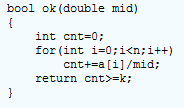 bool ok(double mid)
{
    int cnt=0;
    for(int i=0;i<n;i++)
        cnt+=a[i]/mid;
    return cnt>=k;
}